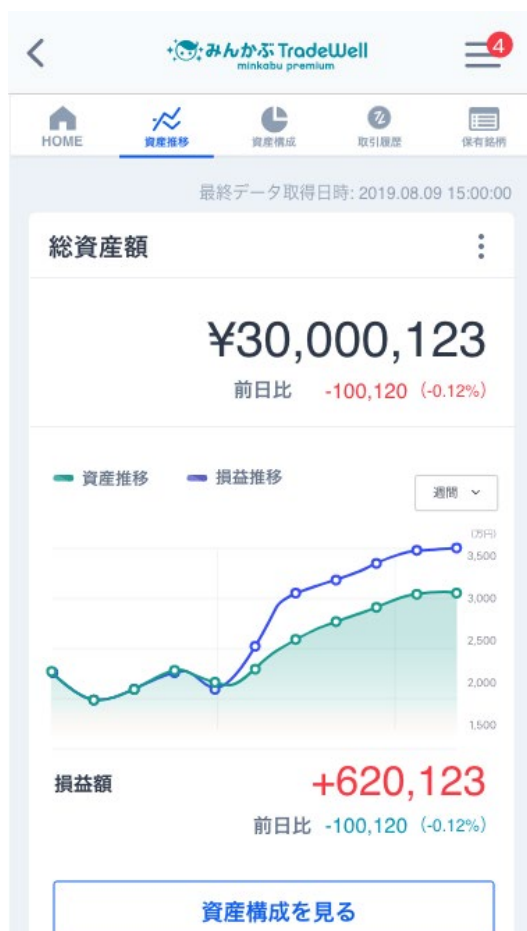 みんかぶ TradeWell
minkabu premium
4
HOME
資産推移
資産構成
取引履歴
保有銘柄
最終データ取得日時: 2019.08.09 15:00:00
総資産額
¥30,000,123
前日比 -100,120 (-0.12%)
資産推移 損益推移
週間
(万円)
3,500
3,000
2,500
2,000
1.500
損益額 +620,123
前日比 -100,120 (-0.12%)
資産構成を見る